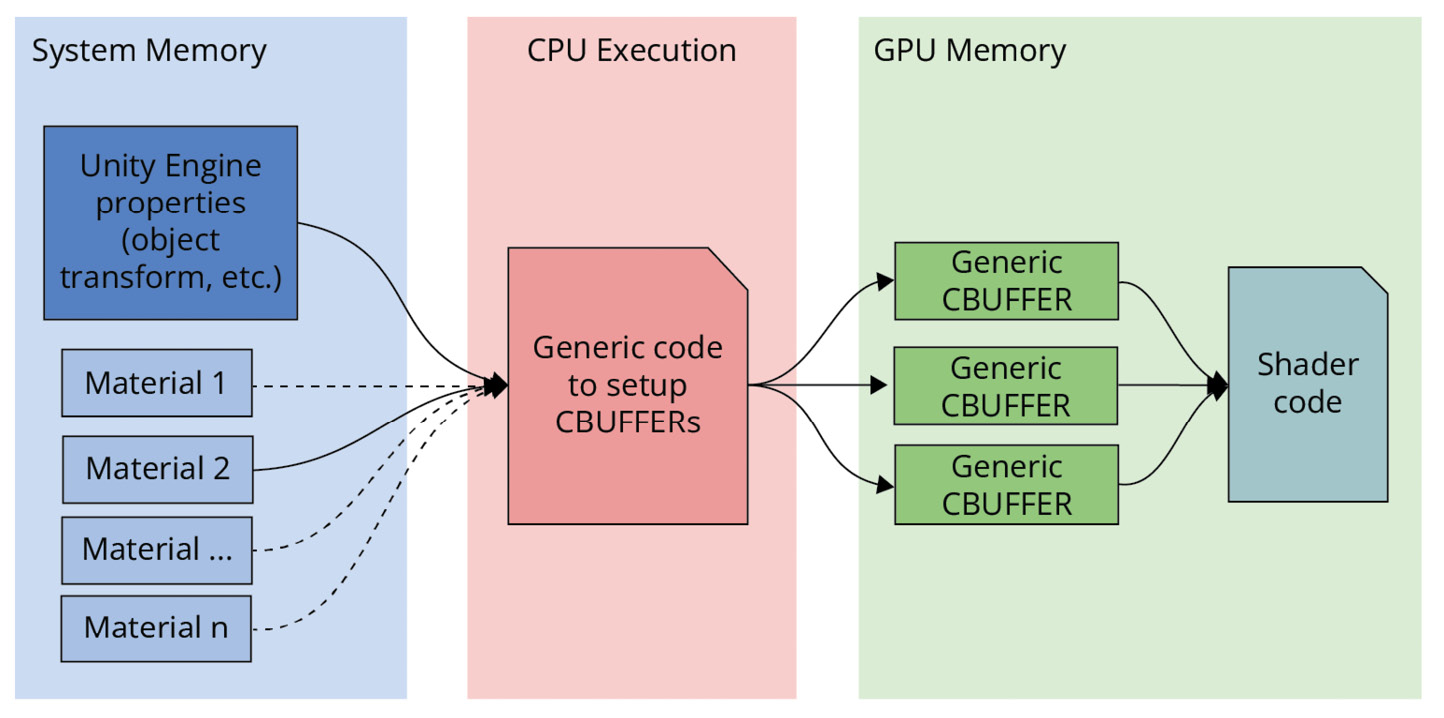 System Memory
Unity Engine
properties
(object
transform, etc.)
Material 1
Material 2
Material ...
Material n
CPU Execution
Generic code
to setup
CBUFFERs
GPU Memory
Generic
CBUFFER
Generic
CBUFFER
Generic
CBUFFER
Shader
code